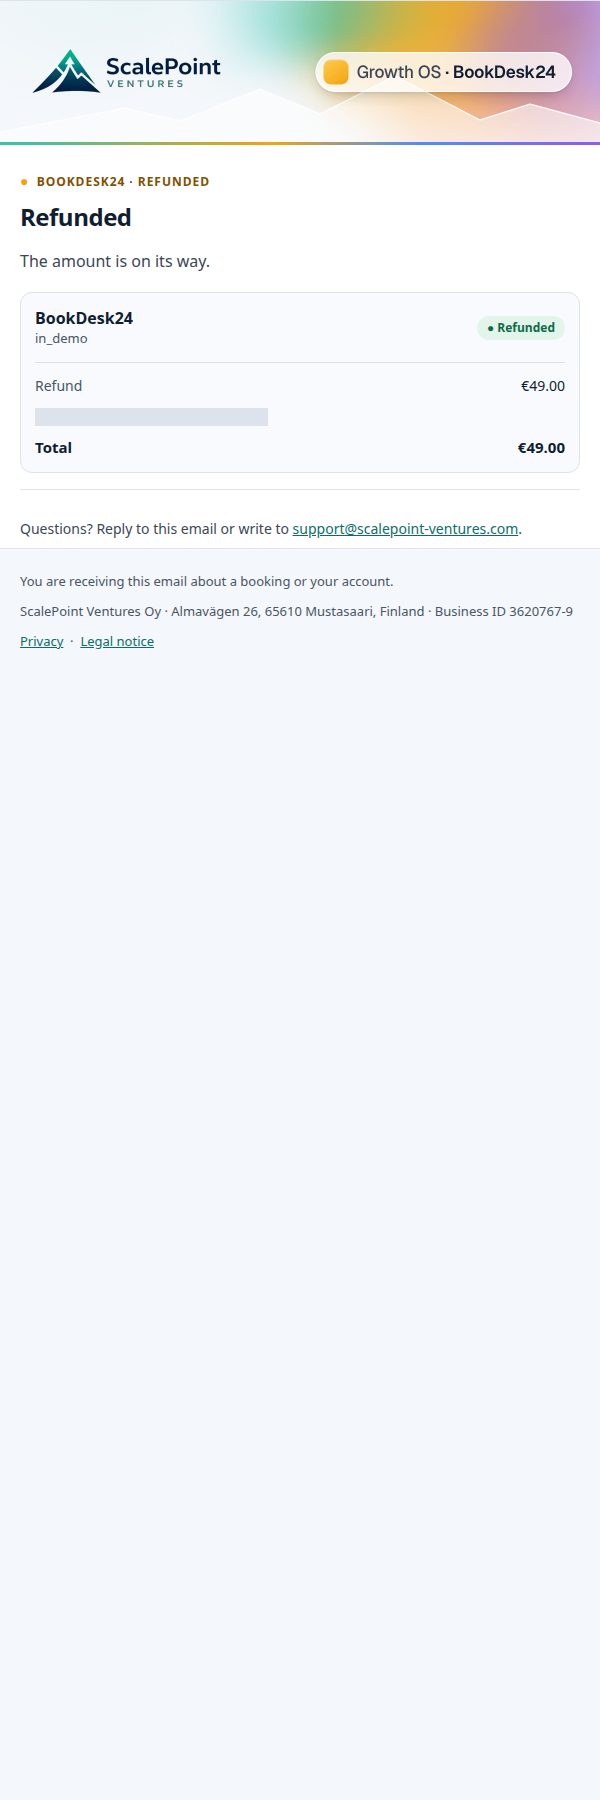 ScalePoint
VENTURES
Growth OS · BookDesk24
BOOKDESK24 · REFUNDED
Refunded
The amount is on its way.
BookDesk24
in_demo
● Refunded
Refund €49.00
Total €49.00
Questions? Reply to this email or write to support@scalepoint-ventures.com.
You are receiving this email about a booking or your account.
ScalePoint Ventures Oy · Almavägen 26, 65610 Mustasaari, Finland · Business ID 3620767-9
Privacy · Legal notice